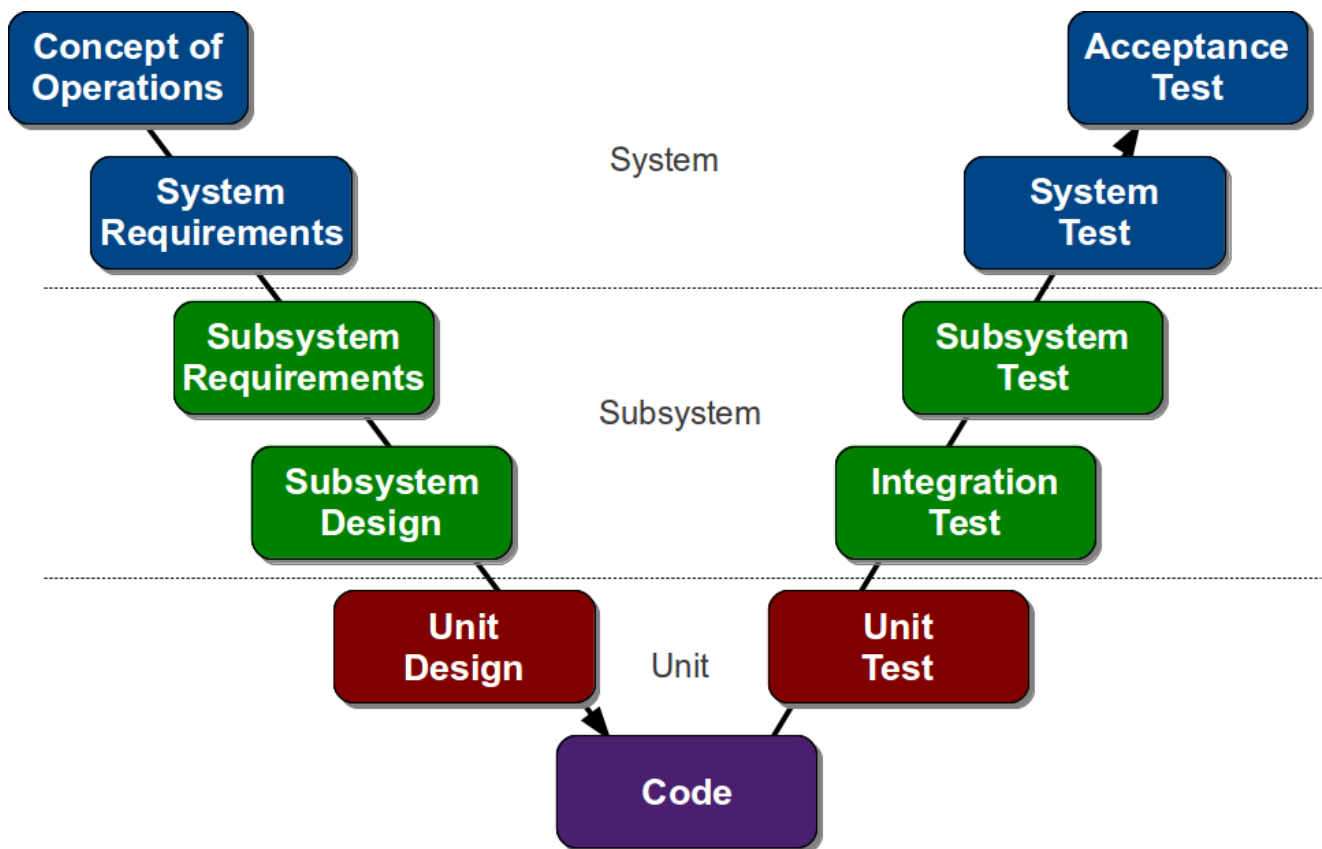 Concept of
Operations
Acceptance
Test
System
System
Requirements
System
Test
Subsystem
Requirements
Subsystem
Test
Subsystem
Subsystem
Design
Integration
Test
Unit
Design
Unit
Unit
Test
Code